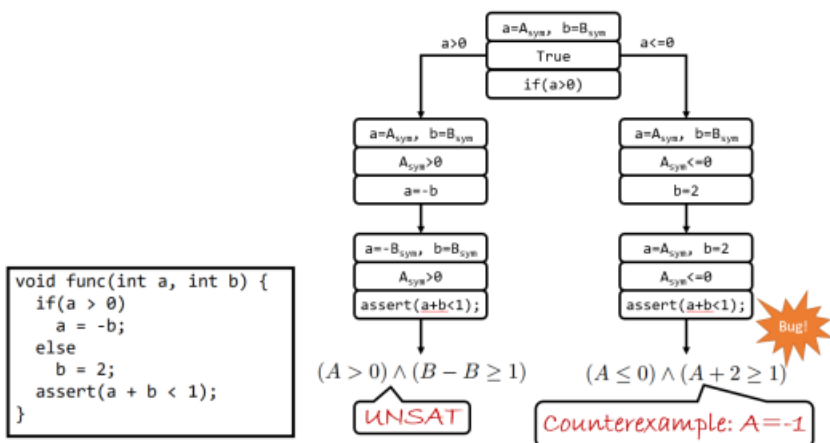 a=Asym, b=Bsym
a>0
a<=0
True
if(a>0)
a=Asym, b=Bsym
Asym>0
a=-b
a=Asym, b=Bsym
Asym<=0
b=2
a=-Bsym, b=Bsym
Asym>0
assert(a+b<1);
a=Asym, b=2
Asym<=0
assert(a+b<1);
Bug!
(A > 0) ∧ (B − B ≥ 1)
(A ≤ 0) ∧ (A + 2 ≥ 1)
UNSAT
Counterexample: A=-1
void func(int a, int b) {
if(a > 0)
a = -b;
else
b = 2;
assert(a + b < 1);
}